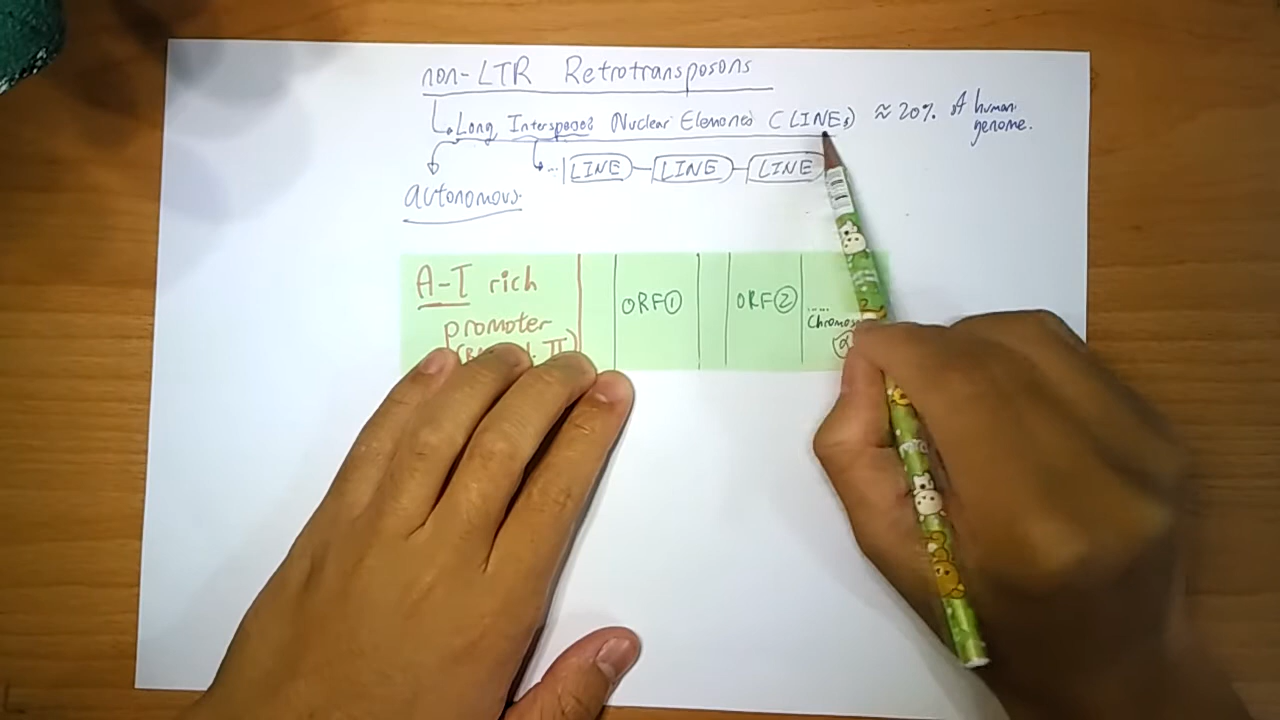 non-LTR Retrotransposons
Long Interspersed Nuclear Elements (LINEs) ≈ 20% of human genome.
... LINE LINE LINE
autonomous.
A-T rich
promoter
II)
ORF①
ORF②
.....